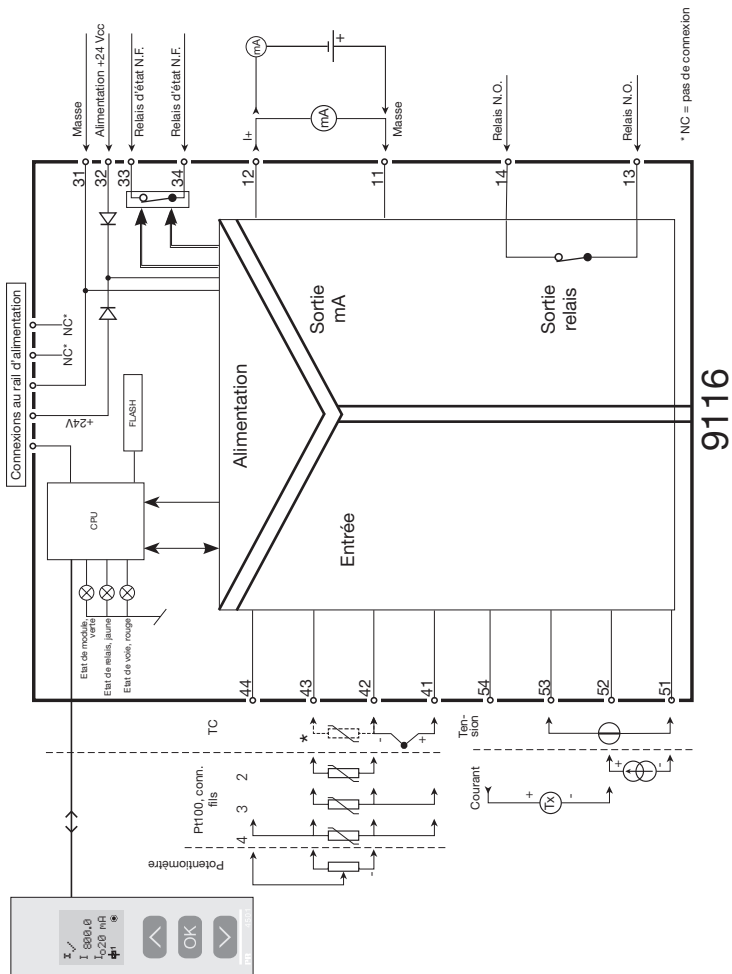 Connexions au rail d'alimentation
NC*
NC*
+24V
CPU
FLASH
Etat de module, verte
Etat de relais, jaune
Etat de voie, rouge
Masse
Alimentation +24 Vcc
Relais d'état N.F.
Relais d'état N.F.
31
32
33
34
12
11
14
13
I+
mA
mA
+
Masse
Relais N.O.
Relais N.O.
* NC = pas de connexion
Alimentation
Entrée
Sortie
mA
Sortie
relais
9116
44
43
42
41
54
53
52
51
TC
*
-
+
Pt100, conn.
fils
2
3
4
Potentiomètre
-
Ten-
sion
Courant
+
Tx
-
+
-
I 800.0
20 mA
OK